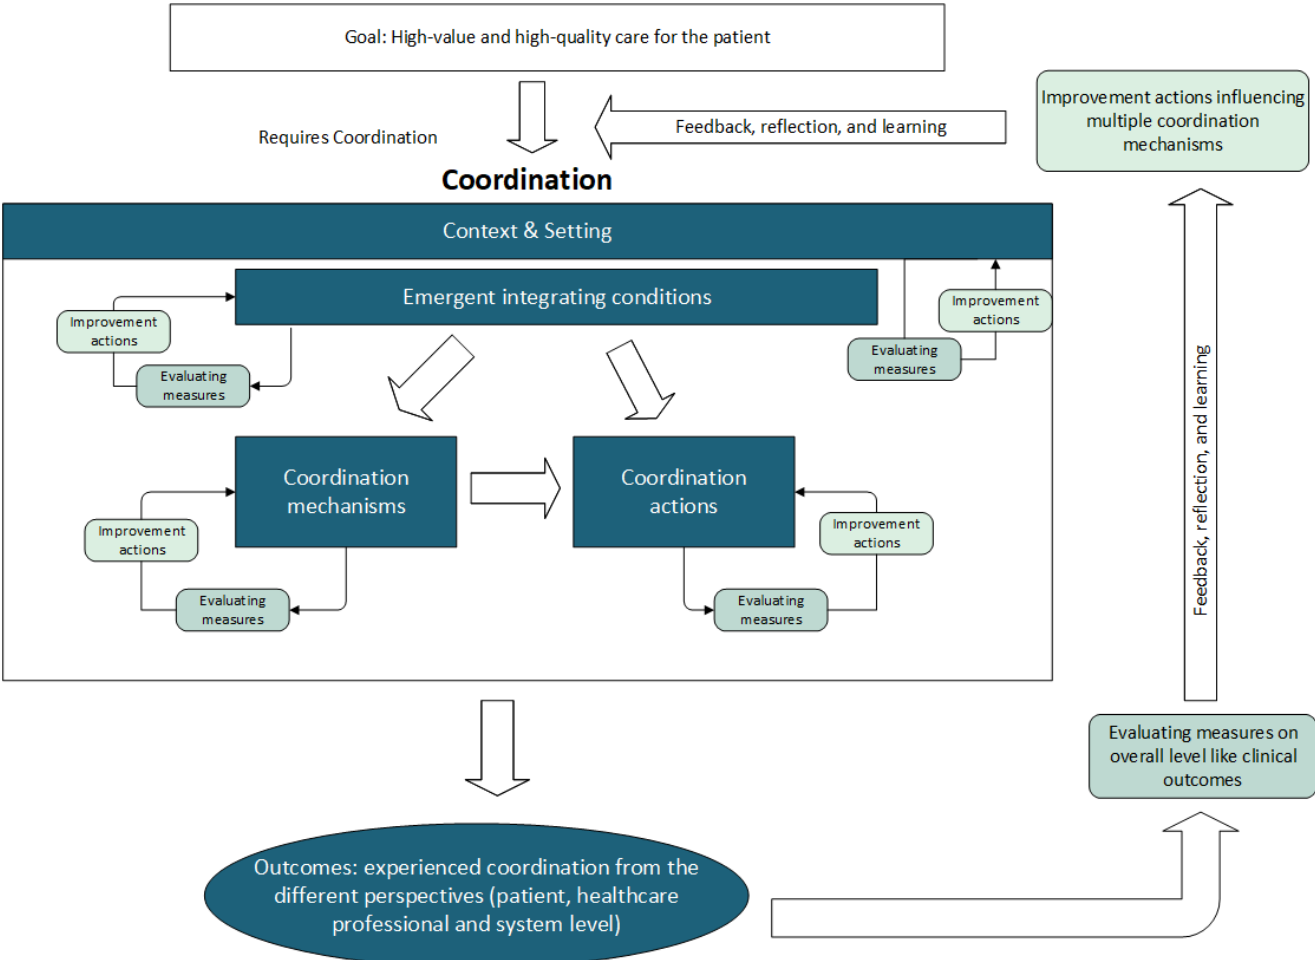 Goal: High-value and high-quality care for the patient
Improvement actions influencing
multiple coordination
mechanisms
Feedback, reflection, and learning
Requires Coordination
Coordination
Context & Setting
Emergent integrating conditions
Improvement
actions
Improvement
actions
Evaluating
measures
Evaluating
measures
Coordination
mechanisms
Coordination
actions
Improvement
actions
Improvement
actions
Evaluating
measures
Evaluating
measures
Feedback, reflection, and learning
Evaluating measures on
overall level like clinical
outcomes
Outcomes: experienced coordination from the
different perspectives (patient, healthcare
professional and system level)